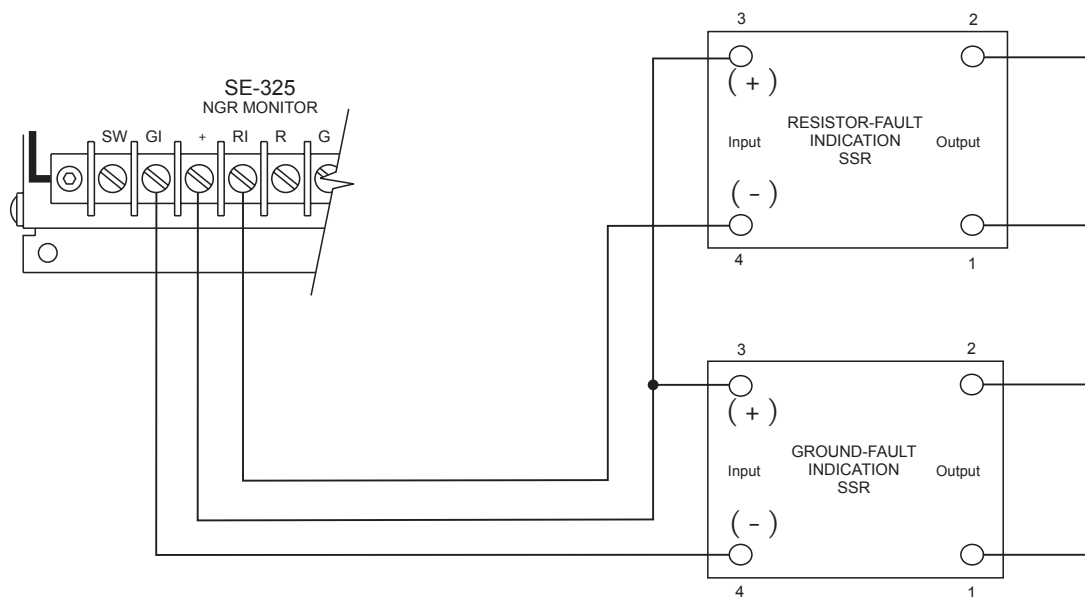 SE-325
NGR MONITOR
SW GI + RI R G
3 2
(+)
RESISTOR-FAULT
INDICATION
SSR
Input Output
(-)
4 1
3 2
(+)
GROUND-FAULT
INDICATION
SSR
Input Output
(-)
4 1